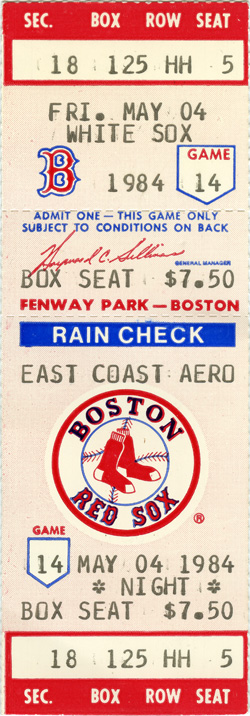 SEC. BOX ROW SEAT
18 125 HH 5
FRI. MAY 04
WHITE SOX
B
GAME
1984 14
ADMIT ONE — THIS GAME ONLY
SUBJECT TO CONDITIONS ON BACK
Haywood C. Sullivan
GENERAL MANAGER
BOX SEAT $7.50
FENWAY PARK — BOSTON
RAIN CHECK
EAST COAST AERO
BOSTON
RED SOX
®
GAME
14 MAY 04 1984
* NIGHT *
BOX SEAT $7.50
18 125 HH 5
SEC. BOX ROW SEAT